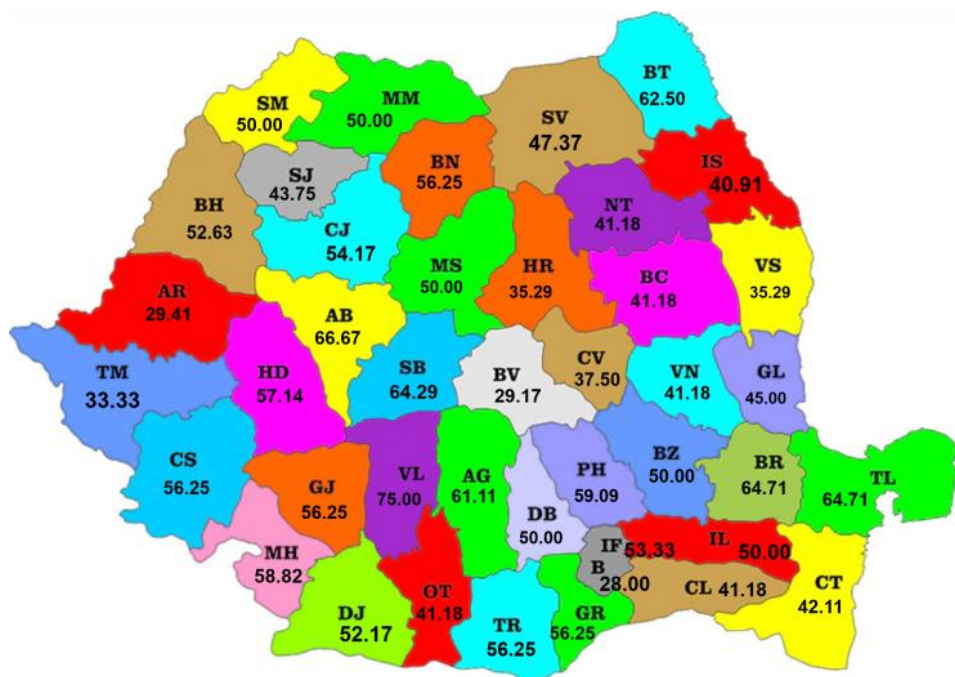 BT
62.50
SM
50.00
MM
50.00
SV
47.37
IS
40.91
SJ
43.75
BN
56.25
NT
41.18
BH
52.63
CJ
54.17
MS
50.00
HR
35.29
BC
41.18
VS
35.29
AR
29.41
AB
66.67
TM
33.33
HD
57.14
SB
64.29
BV
29.17
CV
37.50
VN
41.18
GL
45.00
CS
56.25
GJ
56.25
VL
75.00
AG
61.11
DB
50.00
PH
59.09
BZ
50.00
BR
64.71
TL
64.71
MH
58.82
IF 53.33
IL 50.00
B
28.00
CL 41.18
CT
42.11
DJ
52.17
OT
41.18
TR
56.25
GR
56.25